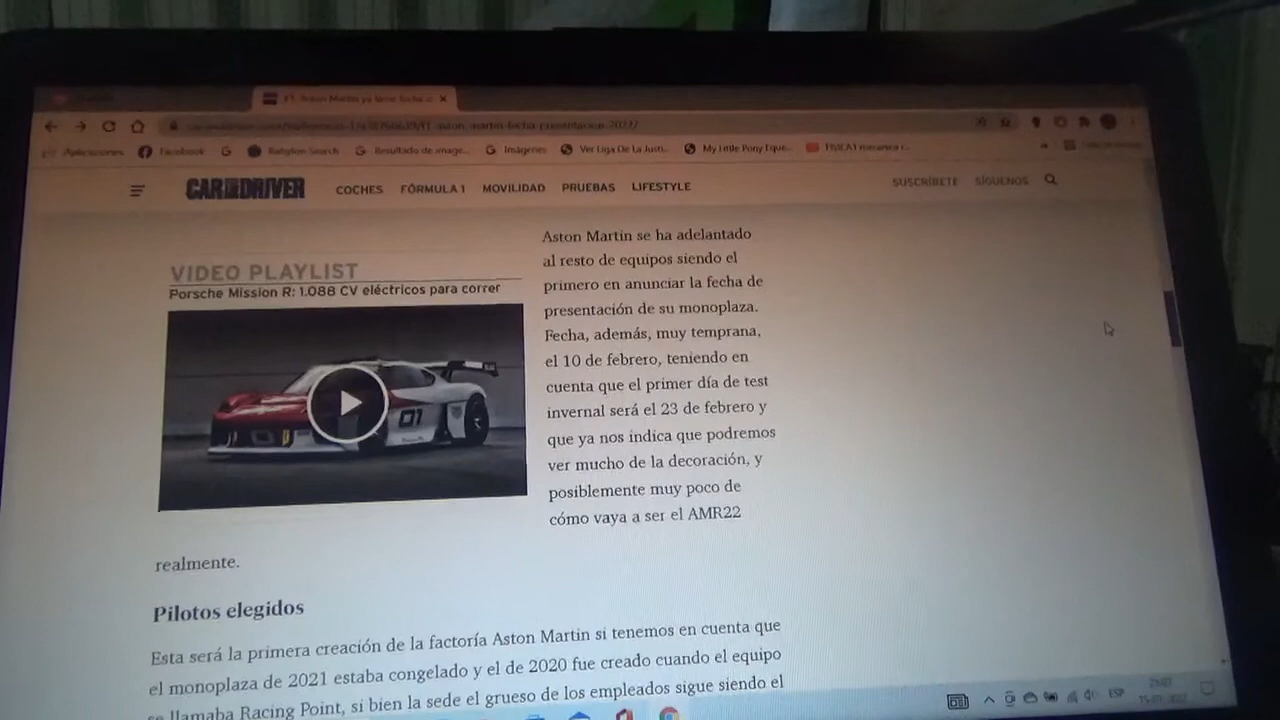 F1: Aston Martin ya tiene fecha
Aplicaciones Facebook Babylon Search Resultado de image... Imágenes Ver Liga De La Justi... My Little Pony Eque...
CAR AND DRIVER COCHES FÓRMULA 1 MOVILIDAD PRUEBAS LIFESTYLE SUSCRÍBETE SÍGUENOS
VIDEO PLAYLIST
Porsche Mission R: 1.088 CV eléctricos para correr
01
Aston Martin se ha adelantado
al resto de equipos siendo el
primero en anunciar la fecha de
presentación de su monoplaza.
Fecha, además, muy temprana,
el 10 de febrero, teniendo en
cuenta que el primer día de test
invernal será el 23 de febrero y
que ya nos indica que podremos
ver mucho de la decoración, y
posiblemente muy poco de
cómo vaya a ser el AMR22
realmente.
Pilotos elegidos
Esta será la primera creación de la factoría Aston Martin si tenemos en cuenta que
el monoplaza de 2021 estaba congelado y el de 2020 fue creado cuando el equipo
se llamaba Racing Point, si bien la sede el grueso de los empleados sigue siendo el
ESP